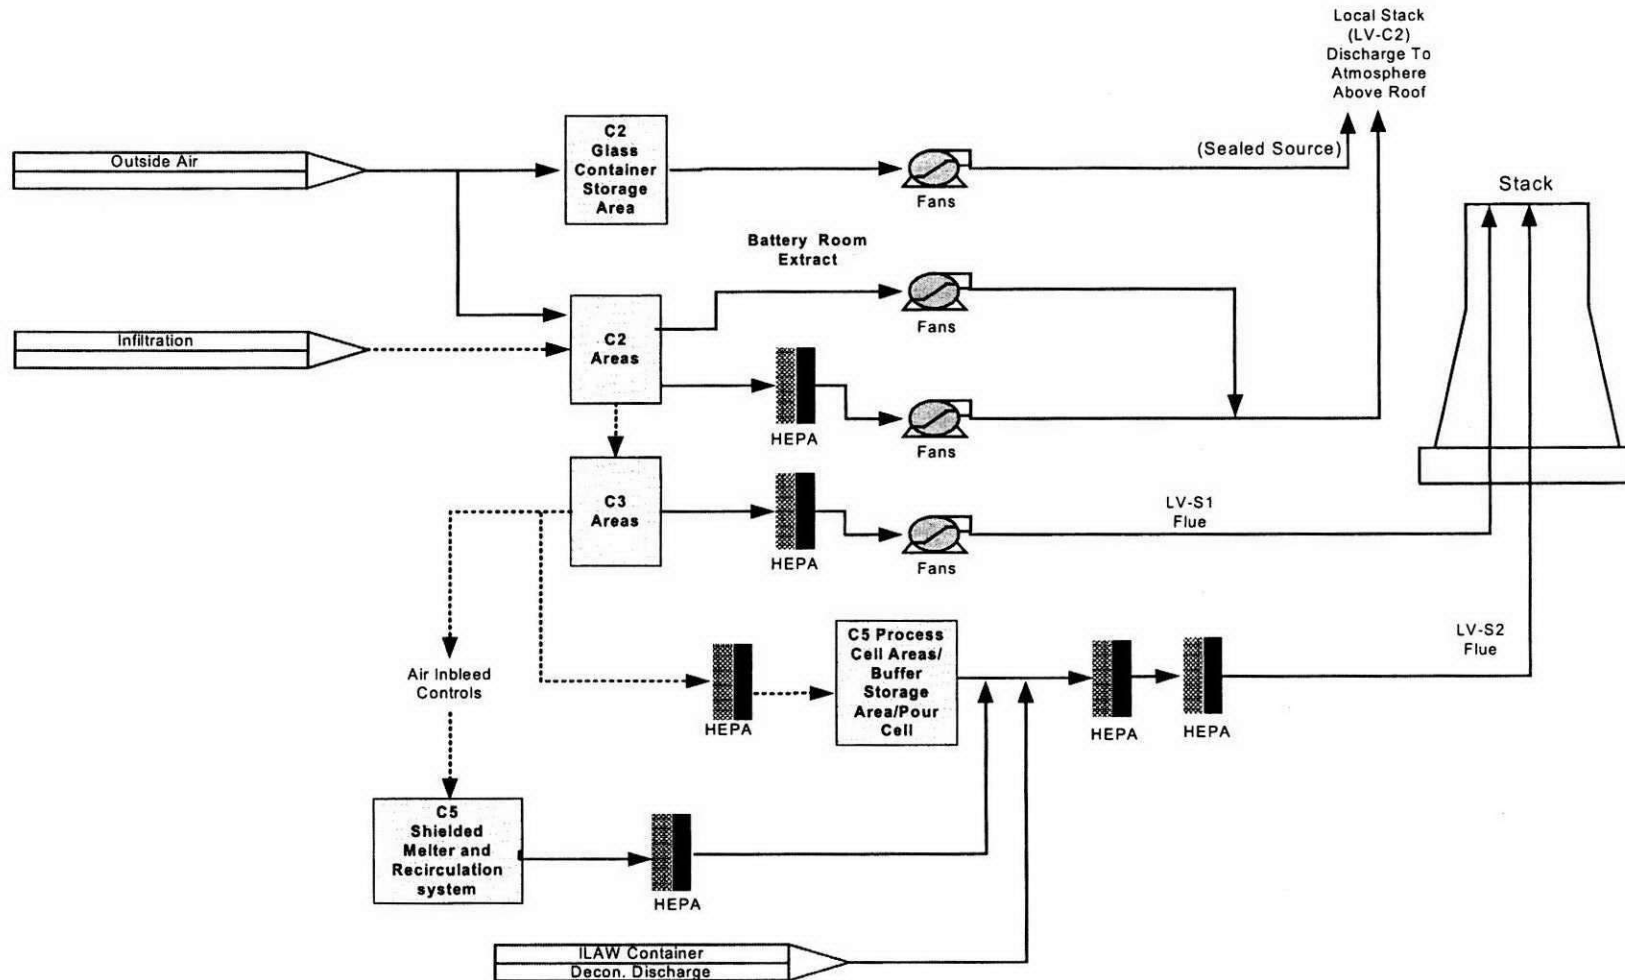 Local Stack
(LV-C2)
Discharge To
Atmosphere
Above Roof
Outside Air
C2
Glass
Container
Storage
Area
(Sealed Source)
Fans
Stack
Battery Room
Extract
Fans
Infiltration
C2
Areas
HEPA
Fans
C3
Areas
HEPA
Fans
LV-S1
Flue
Air Inbleed
Controls
HEPA
C5 Process
Cell Areas/
Buffer
Storage
Area/Pour
Cell
HEPA
HEPA
LV-S2
Flue
C5
Shielded
Melter and
Recirculation
system
HEPA
ILAW Container
Decon. Discharge